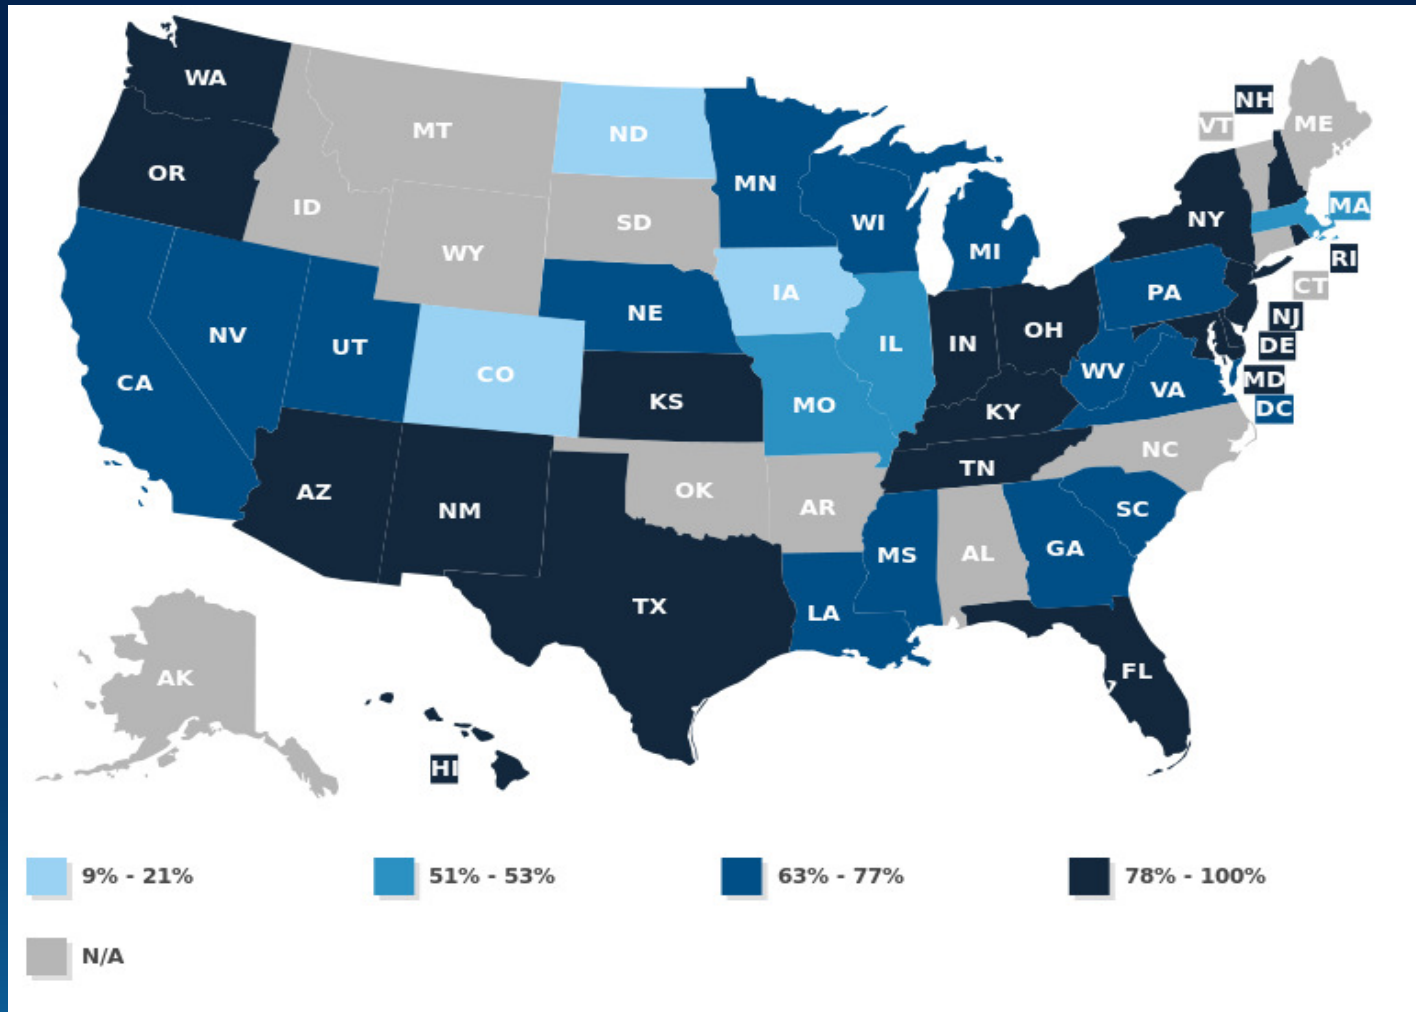 WA
MT
ND
MN
OR
ID
WY
SD
WI
MI
NY
VT
NH
ME
MA
RI
CT
NJ
DE
MD
DC
PA
NE
IA
IL
IN
OH
WV
VA
NV
UT
CA
CO
KS
MO
KY
NC
TN
AZ
NM
OK
AR
SC
MS
AL
GA
TX
LA
FL
AK
HI
9% - 21%
51% - 53%
63% - 77%
78% - 100%
N/A